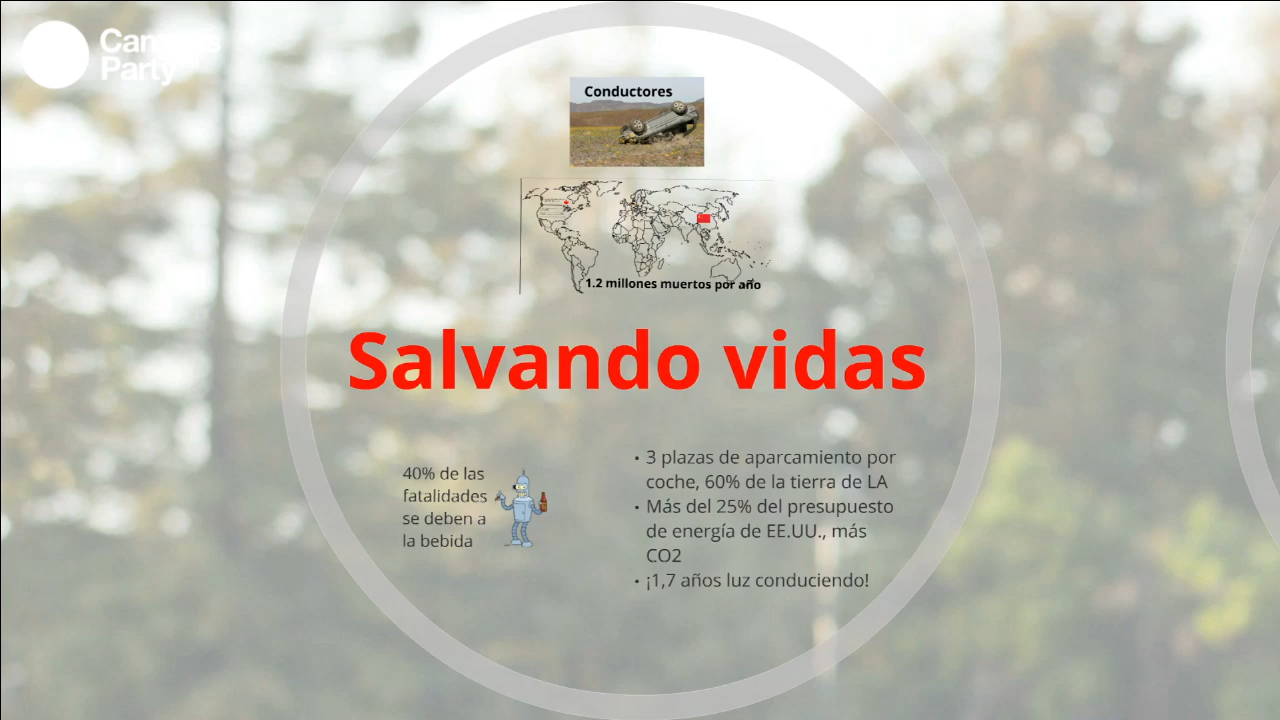 Campus
Party
Conductores
1.2 millones muertos por año
Salvando vidas
40% de las
fatalidades
se deben a
la bebida
• 3 plazas de aparcamiento por
coche, 60% de la tierra de LA
• Más del 25% del presupuesto
de energía de EE.UU., más
CO2
• ¡1,7 años luz conduciendo!